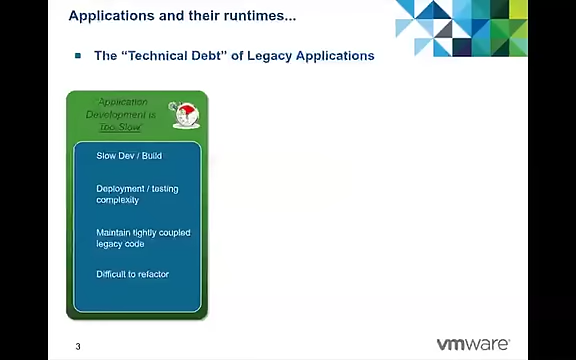 Applications and their runtimes...
The “Technical Debt” of Legacy Applications
"Application
Development is
Too Slow"
Slow Dev / Build
Deployment / testing
complexity
Maintain tightly coupled
legacy code
Difficult to refactor
3
vmware